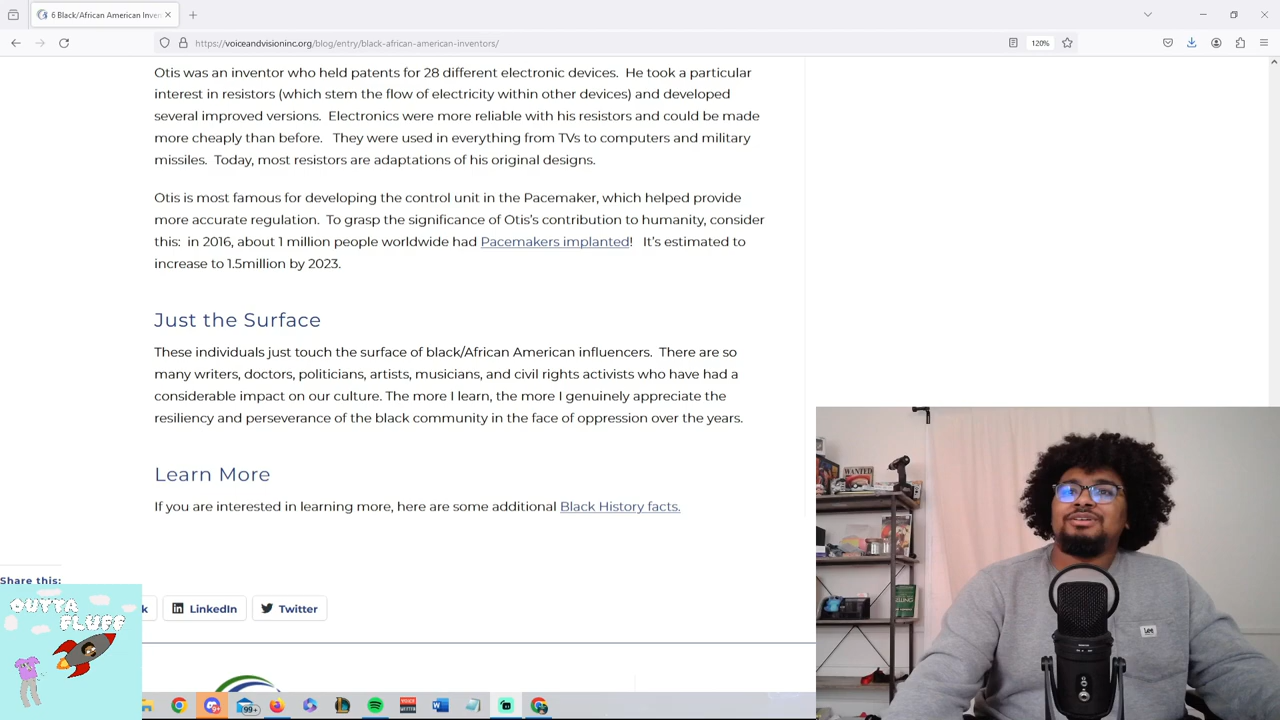 6 Black/African American Inven
https://voiceandvisioninc.org/blog/entry/black-african-american-inventors/
120%
Otis was an inventor who held patents for 28 different electronic devices. He took a particular
interest in resistors (which stem the flow of electricity within other devices) and developed
several improved versions. Electronics were more reliable with his resistors and could be made
more cheaply than before. They were used in everything from TVs to computers and military
missiles. Today, most resistors are adaptations of his original designs.
Otis is most famous for developing the control unit in the Pacemaker, which helped provide
more accurate regulation. To grasp the significance of Otis's contribution to humanity, consider
this: in 2016, about 1 million people worldwide had Pacemakers implanted! It's estimated to
increase to 1.5million by 2023.
Just the Surface
These individuals just touch the surface of black/African American influencers. There are so
many writers, doctors, politicians, artists, musicians, and civil rights activists who have had a
considerable impact on our culture. The more I learn, the more I genuinely appreciate the
resiliency and perseverance of the black community in the face of oppression over the years.
Learn More
If you are interested in learning more, here are some additional Black History facts.
Share this:
k
LinkedIn
Twitter
OUTTA
FLUFF
99+
WANTED
Lee